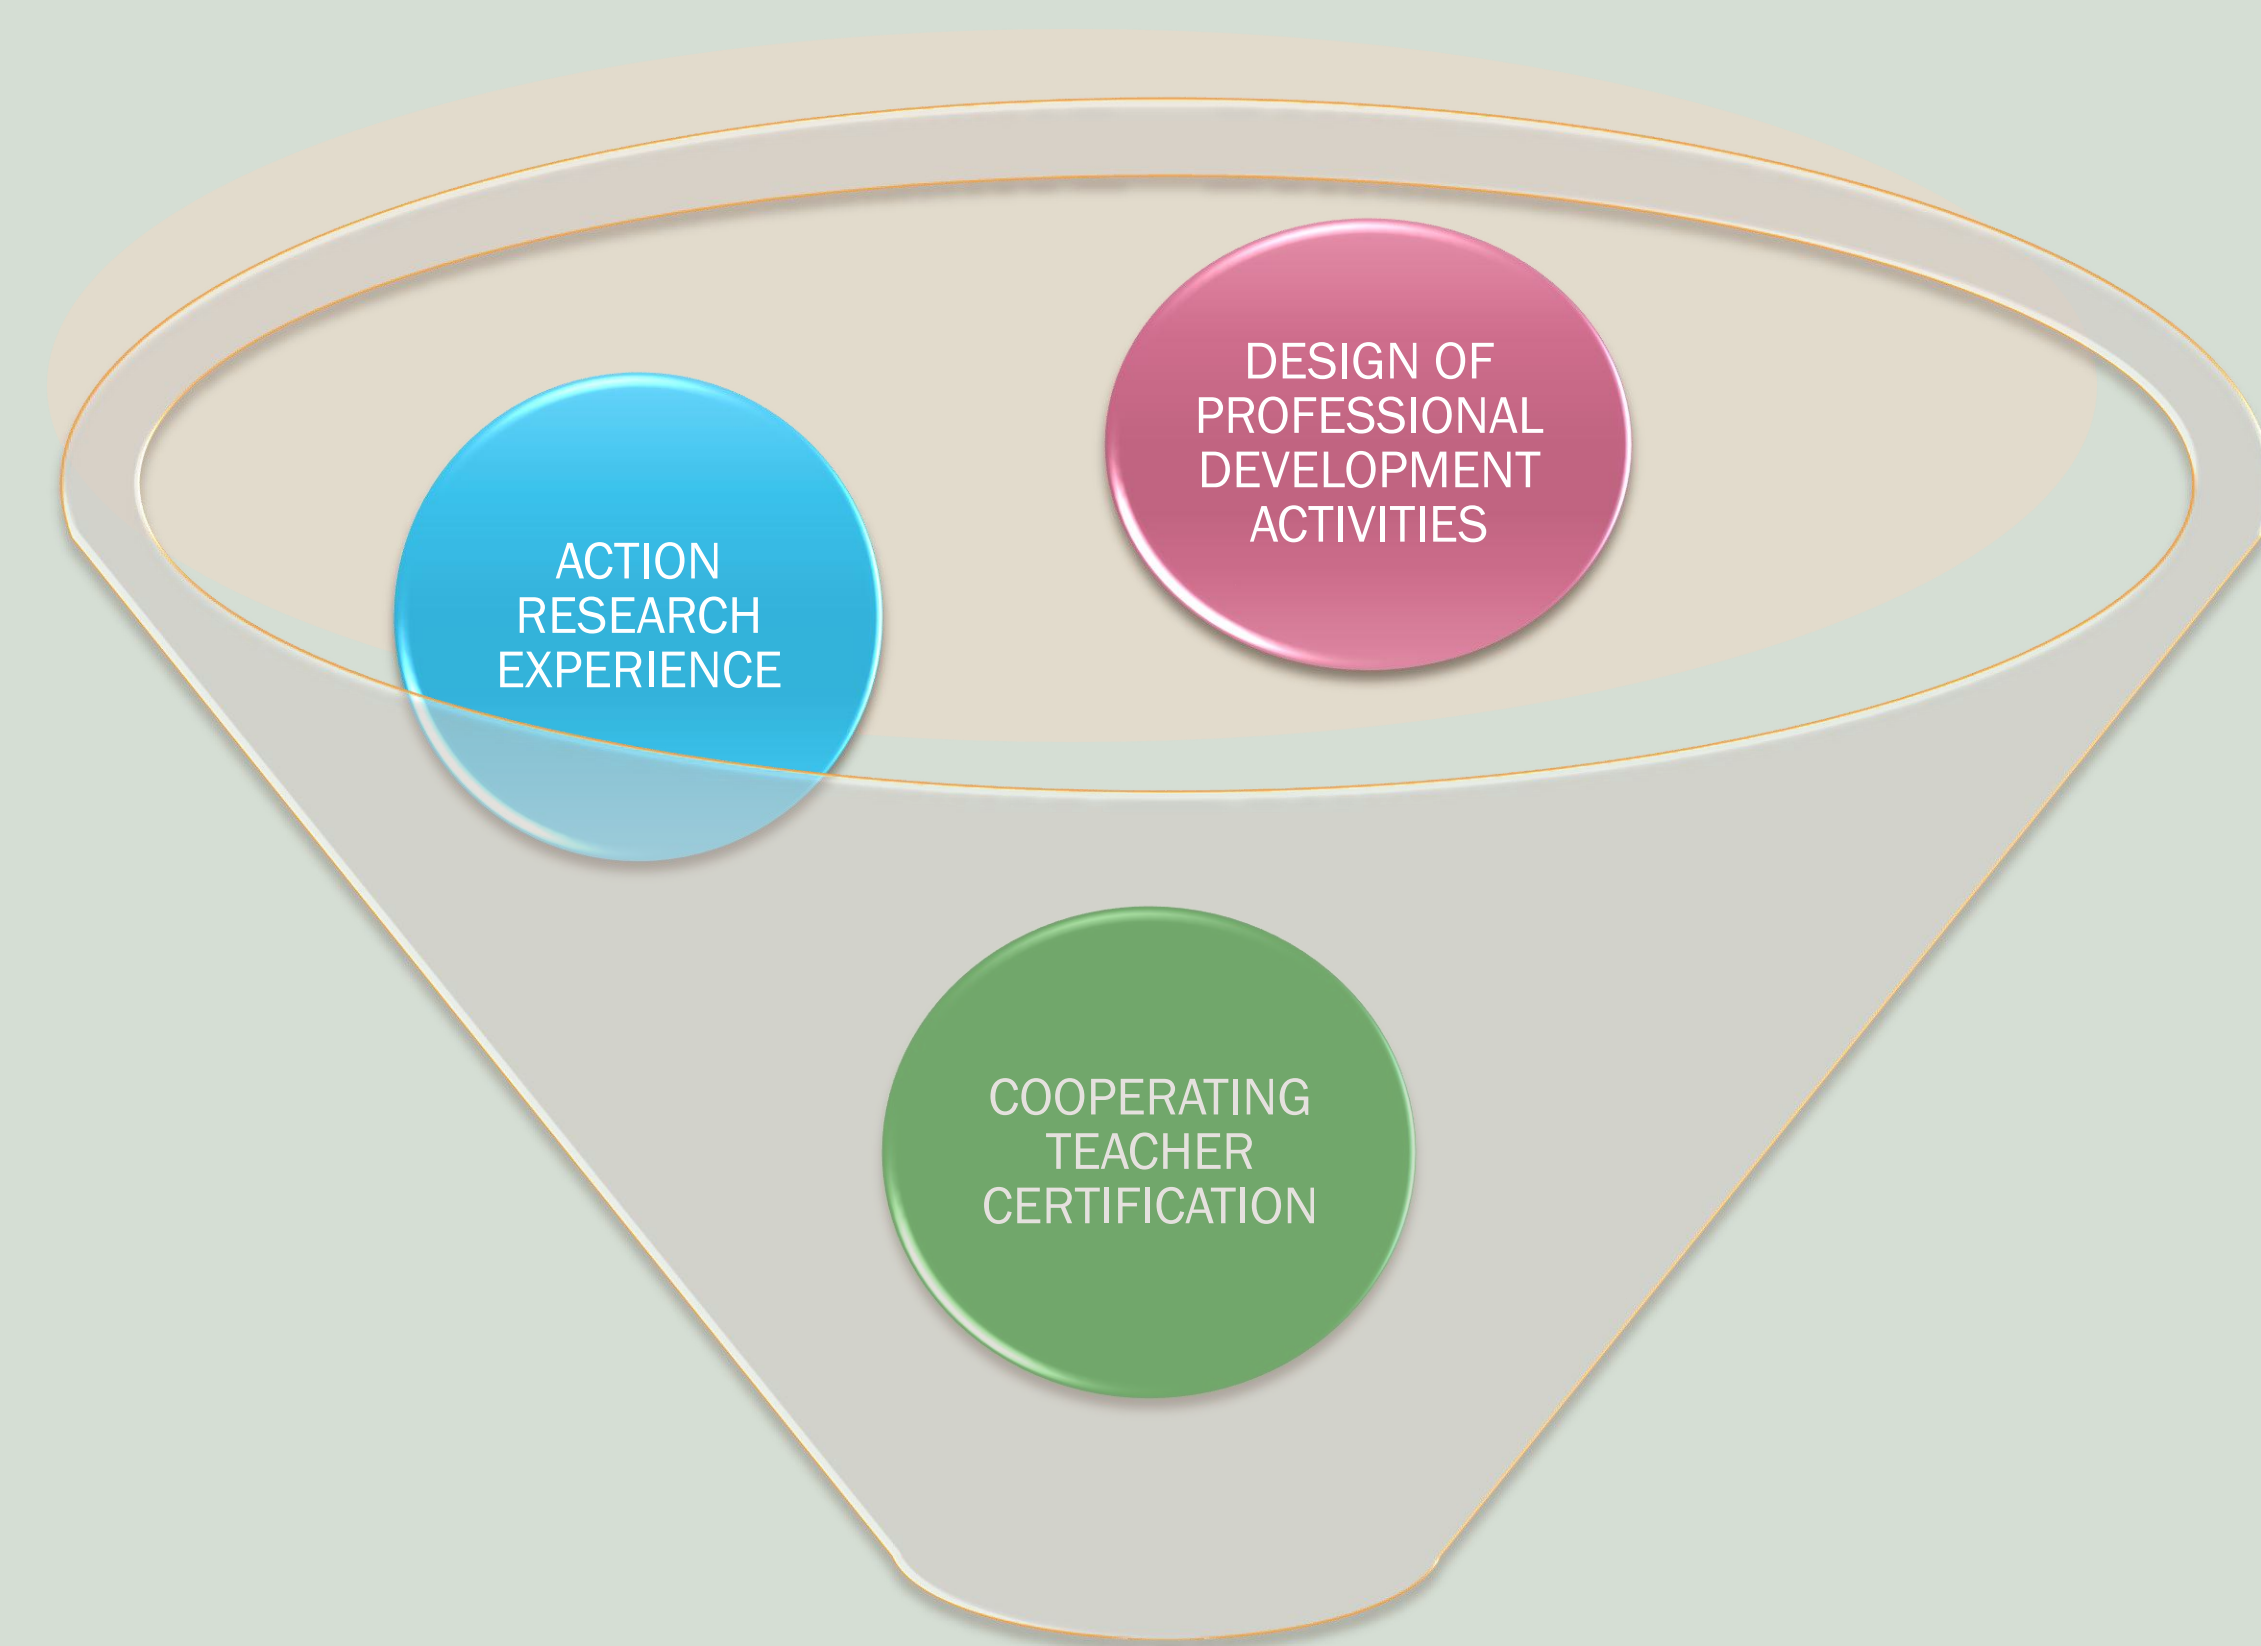 DESIGN OF
PROFESSIONAL
DEVELOPMENT
ACTIVITIES
ACTION
RESEARCH
EXPERIENCE
COOPERATING
TEACHER
CERTIFICATION